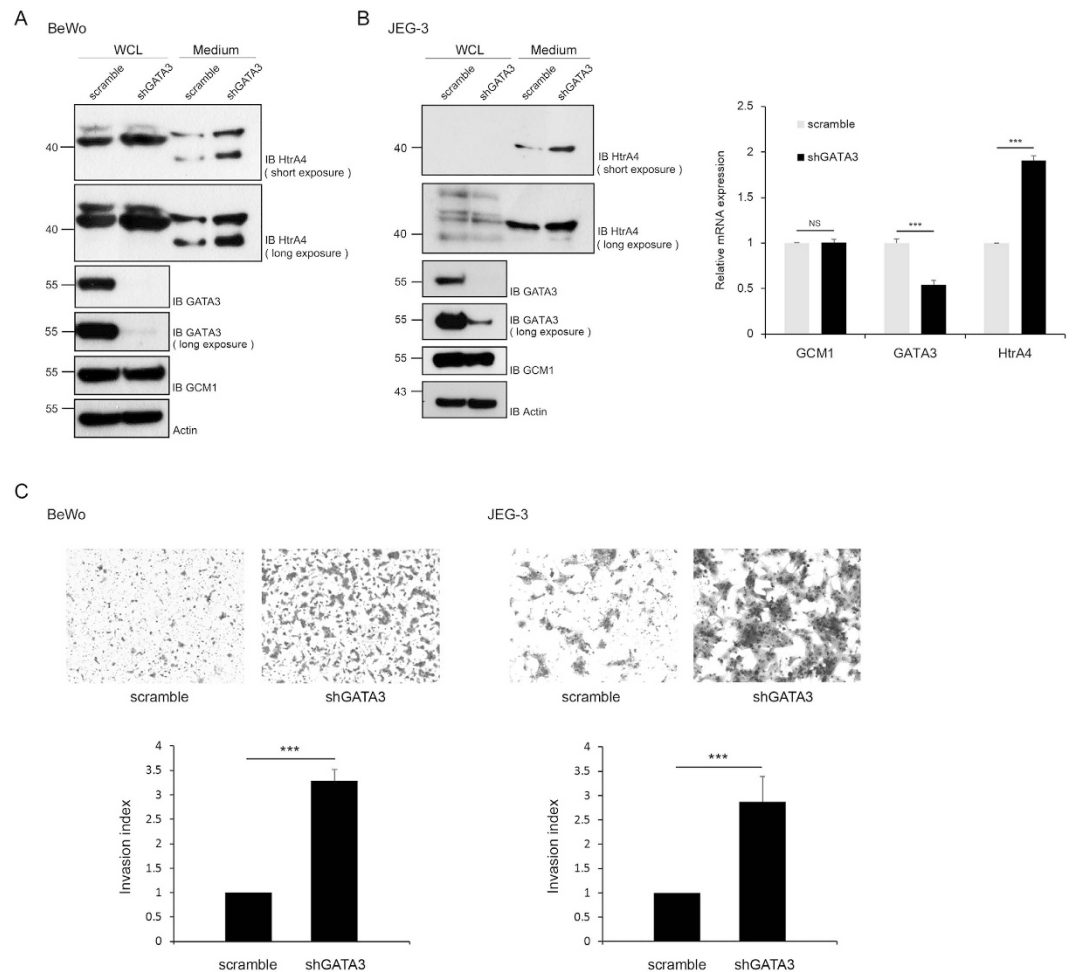 A
BeWo
WCL
Medium
scramble
shGATA3
scramble
shGATA3
40
IB HtrA4
( short exposure )
40
IB HtrA4
( long exposure )
55
IB GATA3
55
IB GATA3
(long exposure )
55
IB GCM1
55
Actin
B
JEG-3
WCL
Medium
scramble
shGATA3
scramble
shGATA3
40
IB HtrA4
( short exposure )
40
IB HtrA4
( long exposure )
55
IB GATA3
55
IB GATA3
( long exposure )
55
IB GCM1
43
IB Actin
Relative mRNA expression
2.5
2
1.5
1
0.5
0
scramble
shGATA3
NS
***
***
GCM1
GATA3
HtrA4
C
BeWo
scramble
shGATA3
JEG-3
scramble
shGATA3
Invasion index
4
3.5
3
2.5
2
1.5
1
0.5
0
***
scramble
shGATA3
Invasion index
4
3.5
3
2.5
2
1.5
1
0.5
0
***
scramble
shGATA3